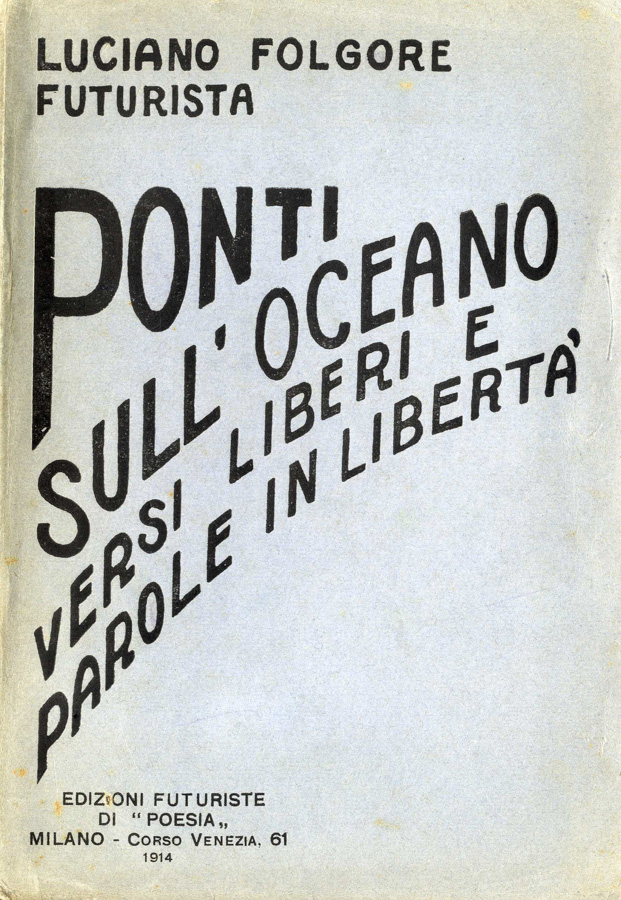 LUCIANO FOLGORE
FUTURISTA
PONTI
SULL' OCEANO
VERSI LIBERI E
PAROLE IN LIBERTÀ
EDIZIONI FUTURISTE
DI “POESIA„
MILANO - CORSO VENEZIA, 61
1914